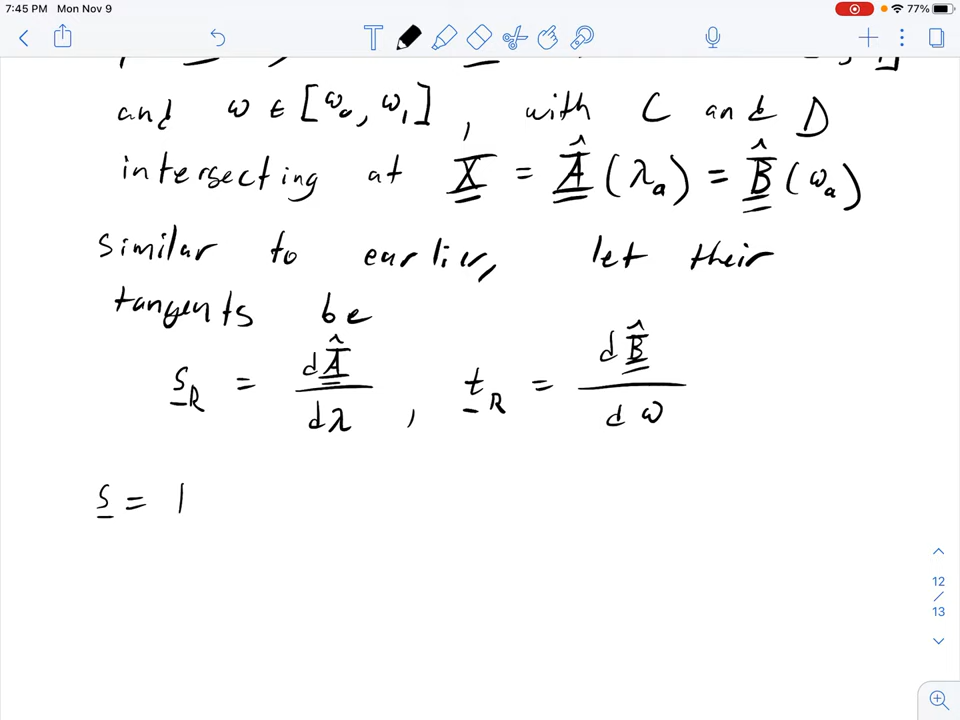 7:45 PM Mon Nov 9
77%
T
and ω ∈ [ω₀, ω₁], with C and D
intersecting at X = Â(λₐ) = B̂(ωₐ)
similar to earlier, let their
tangents be
s_R = dÂ/dλ, t_R = dB̂/dω
s = |
12
/
13